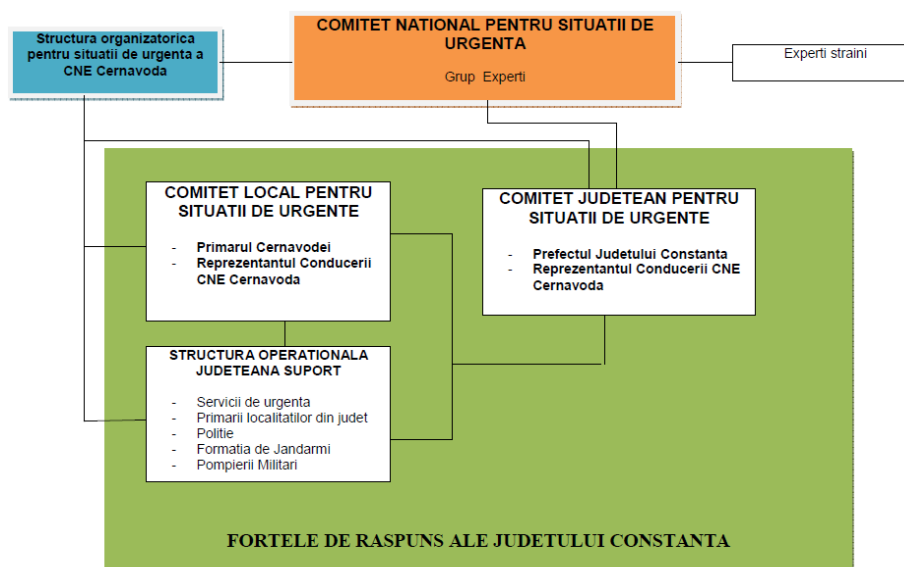 Structura organizatorica
pentru situatii de urgenta a
CNE Cernavoda
COMITET NATIONAL PENTRU SITUATII DE
URGENTA
Grup Experti
Experti straini
COMITET LOCAL PENTRU
SITUATII DE URGENTE
- Primarul Cernavodei
- Reprezentantul Conducerii
CNE Cernavoda
COMITET JUDETEAN PENTRU
SITUATII DE URGENTE
- Prefectul Judetului Constanta
- Reprezentantul Conducerii CNE
Cernavoda
STRUCTURA OPERATIONALA
JUDETEANA SUPORT
- Servicii de urgenta
- Primarii localitatilor din judet
- Politie
- Formatia de Jandarmi
- Pompierii Militari
FORTELE DE RASPUNS ALE JUDETULUI CONSTANTA